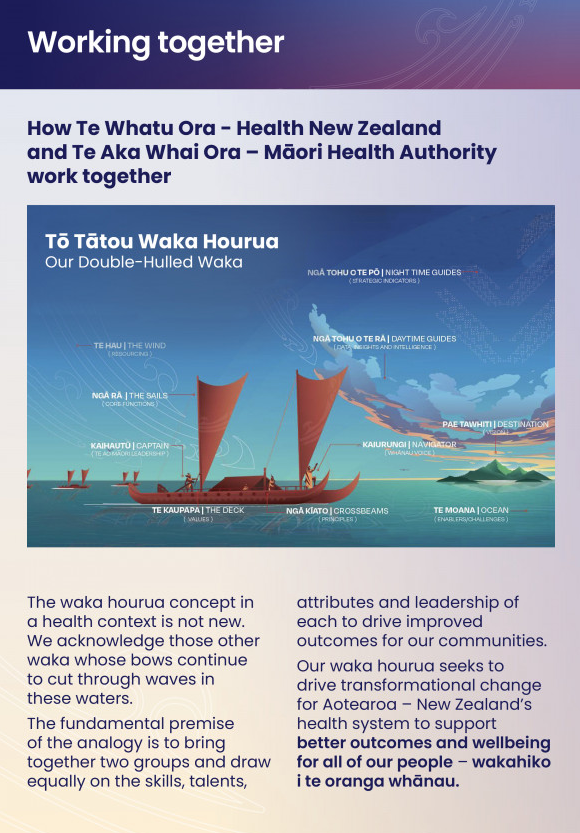 Working together
How Te Whatu Ora - Health New Zealand
and Te Aka Whai Ora – Māori Health Authority
work together
Tō Tātou Waka Hourua
Our Double-Hulled Waka
NGĀ TOHU O TE PŌ | NIGHT TIME GUIDES
( STRATEGIC INDICATORS )
NGĀ TOHU O TE RĀ | DAYTIME GUIDES
( DATA, INSIGHTS AND INTELLIGENCE )
TE HAU | THE WIND
( RESOURCING )
NGĀ RĀ | THE SAILS
( CORE FUNCTIONS )
PAE TAWHITI | DESTINATION
( VISION )
KAIHAUTŪ | CAPTAIN
( TE AO MĀORI LEADERSHIP )
KAIURUNGI | NAVIGATOR
( WHĀNAU VOICE )
TE KAUPAPA | THE DECK
( VALUES )
NGĀ KĪATO | CROSSBEAMS
( PRINCIPLES )
TE MOANA | OCEAN
( ENABLERS/CHALLENGES )
The waka hourua concept in
a health context is not new.
We acknowledge those other
waka whose bows continue
to cut through waves in
these waters.
The fundamental premise
of the analogy is to bring
together two groups and draw
equally on the skills, talents,
attributes and leadership of
each to drive improved
outcomes for our communities.
Our waka hourua seeks to
drive transformational change
for Aotearoa – New Zealand's
health system to support
better outcomes and wellbeing
for all of our people – wakahiko
i te oranga whānau.